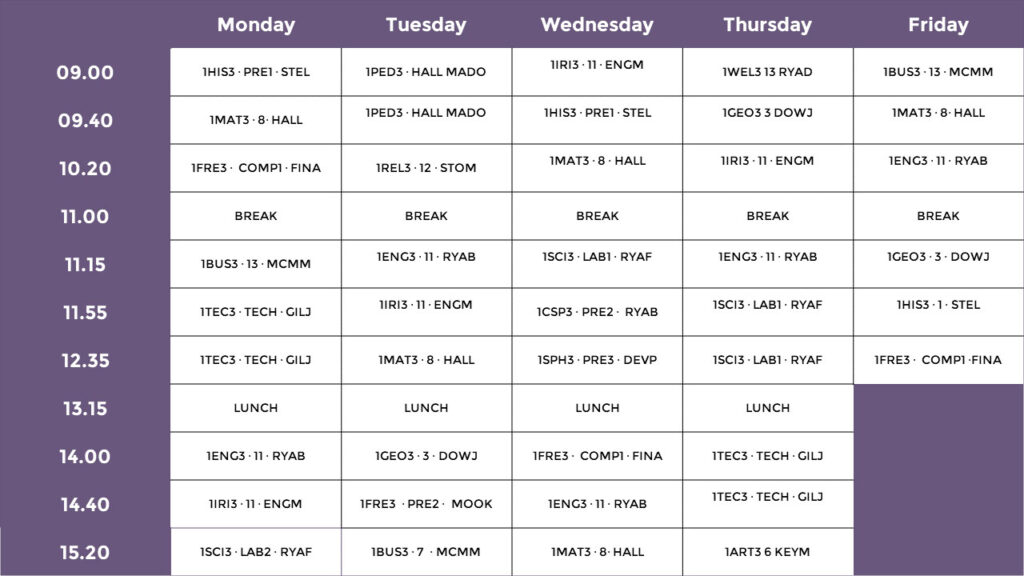 Monday Tuesday Wednesday Thursday Friday
09.00 1HIS3 · PRE1 · STEL 1PED3 · HALL MADO 1IRI3 · 11 · ENGM 1WEL3 13 RYAD 1BUS3 · 13 · MCMM
09.40 1MAT3 · 8 · HALL 1PED3 · HALL MADO 1HIS3 · PRE1 · STEL 1GEO3 3 DOWJ 1MAT3 · 8 · HALL
10.20 1FRE3 · COMP1 · FINA 1REL3 · 12 · STOM 1MAT3 · 8 · HALL 1IRI3 · 11 · ENGM 1ENG3 · 11 · RYAB
11.00 BREAK BREAK BREAK BREAK BREAK
11.15 1BUS3 · 13 · MCMM 1ENG3 · 11 · RYAB 1SCI3 · LAB1 · RYAF 1ENG3 · 11 · RYAB 1GEO3 · 3 · DOWJ
11.55 1TEC3 · TECH · GILJ 1IRI3 · 11 · ENGM 1CSP3 · PRE2 · RYAB 1SCI3 · LAB1 · RYAF 1HIS3 · 1 · STEL
12.35 1TEC3 · TECH · GILJ 1MAT3 · 8 · HALL 1SPH3 · PRE3 · DEVP 1SCI3 · LAB1 · RYAF 1FRE3 · COMP1 · FINA
13.15 LUNCH LUNCH LUNCH LUNCH
14.00 1ENG3 · 11 · RYAB 1GEO3 · 3 · DOWJ 1FRE3 · COMP1 · FINA 1TEC3 · TECH · GILJ
14.40 1IRI3 · 11 · ENGM 1FRE3 · PRE2 · MOOK 1ENG3 · 11 · RYAB 1TEC3 · TECH · GILJ
15.20 1SCI3 · LAB2 · RYAF 1BUS3 · 7 · MCMM 1MAT3 · 8 · HALL 1ART3 6 KEYM